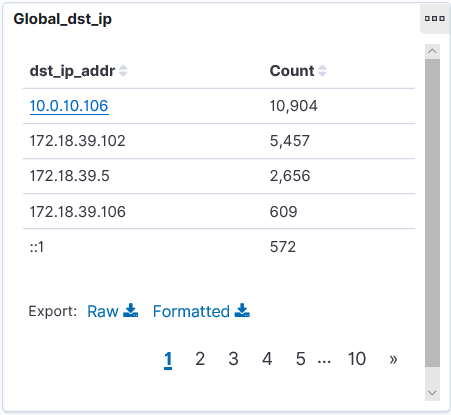 Global_dst_ip
dst_ip_addr Count
10.0.10.106 10,904
172.18.39.102 5,457
172.18.39.5 2,656
172.18.39.106 609
::1 572
Export: Raw Formatted
1 2 3 4 5 ... 10 »